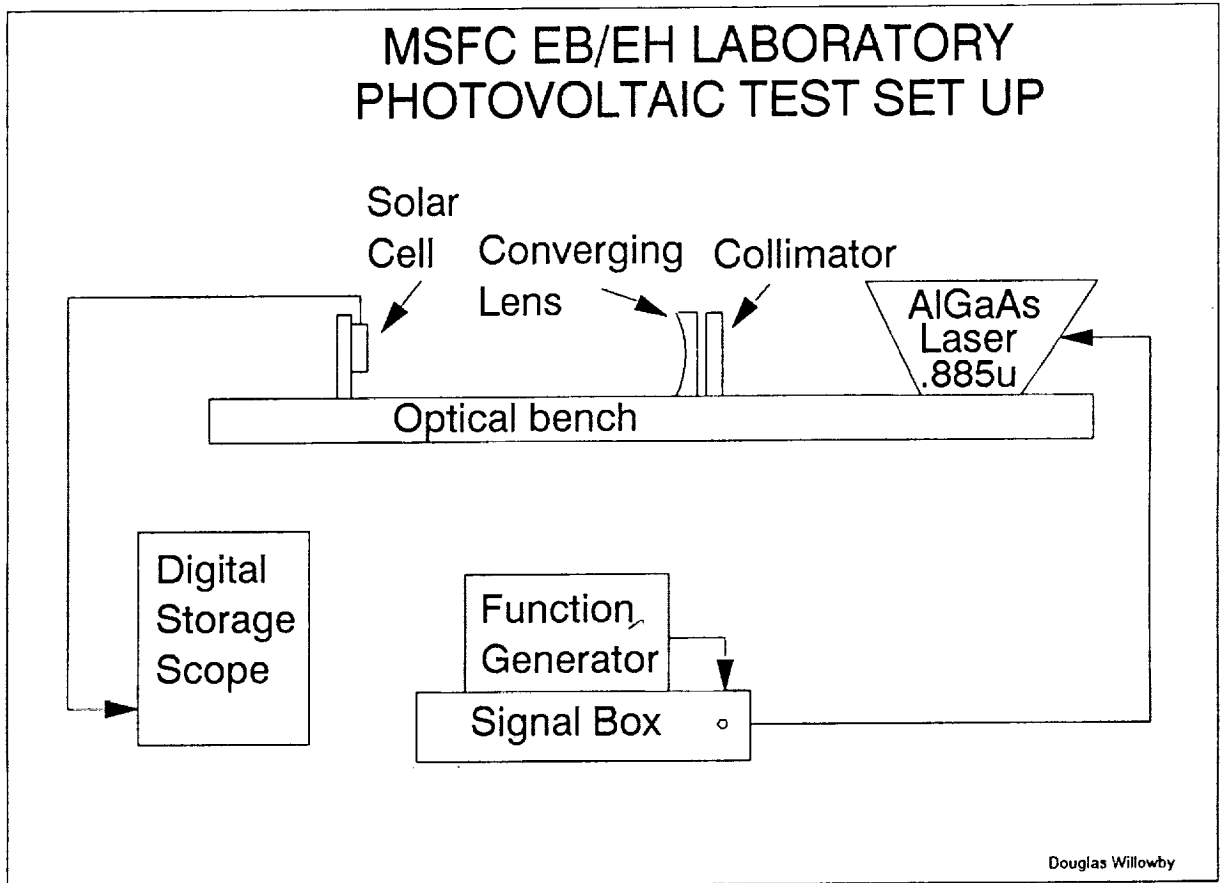 MSFC EB/EH LABORATORY
PHOTOVOLTAIC TEST SET UP
Solar
Cell
Converging
Lens
Collimator
AlGaAs
Laser
.885u
Optical bench
Digital
Storage
Scope
Function
Generator
Signal Box
Douglas Willowby